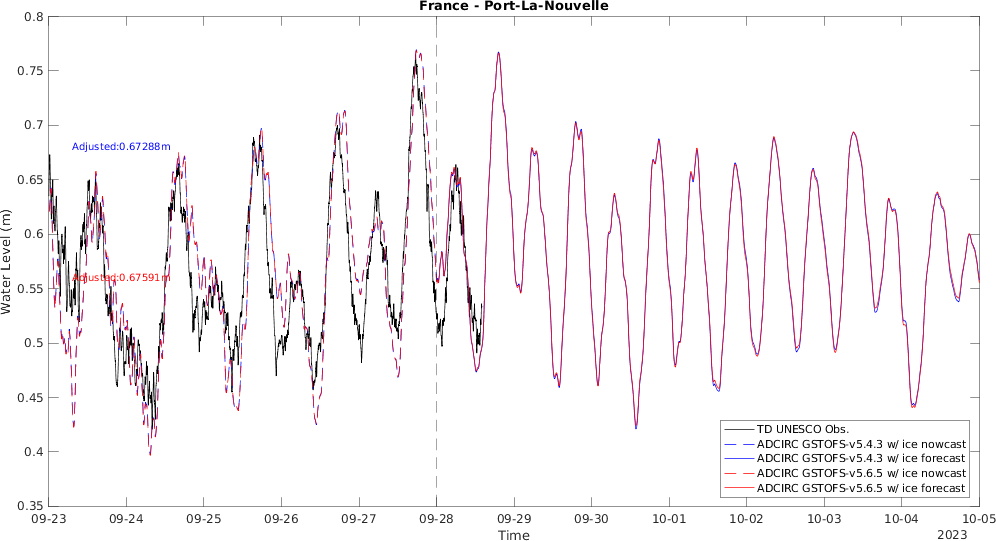 France - Port-La-Nouvelle
0.8
0.75
0.7
0.65
0.6
0.55
0.5
0.45
0.4
0.35
Water Level (m)
Adjusted:0.67288m
Adjusted:0.67591m
TD UNESCO Obs.
ADCIRC GSTOFS-v5.4.3 w/ ice nowcast
ADCIRC GSTOFS-v5.4.3 w/ ice forecast
ADCIRC GSTOFS-v5.6.5 w/ ice nowcast
ADCIRC GSTOFS-v5.6.5 w/ ice forecast
09-23 09-24 09-25 09-26 09-27 09-28 09-29 09-30 10-01 10-02 10-03 10-04 10-05
Time
2023